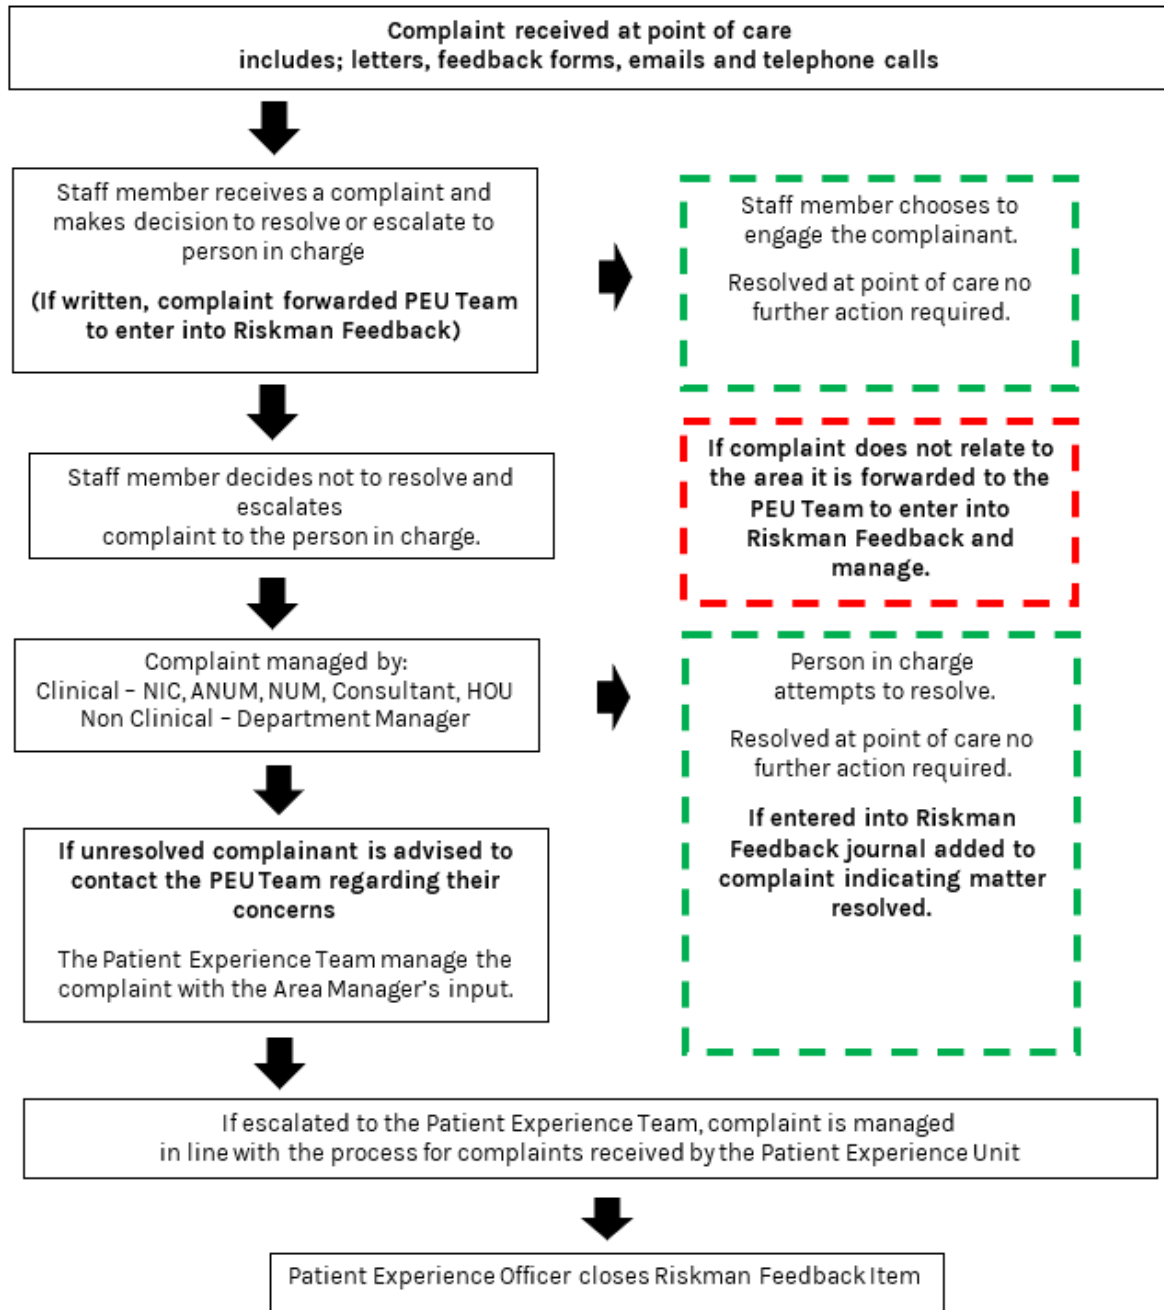 Complaint received at point of care
includes; letters, feedback forms, emails and telephone calls
Staff member receives a complaint and
makes decision to resolve or escalate to
person in charge
(If written, complaint forwarded PEU Team
to enter into Riskman Feedback)
Staff member chooses to
engage the complainant.
Resolved at point of care no
further action required.
Staff member decides not to resolve and
escalates
complaint to the person in charge.
If complaint does not relate to
the area it is forwarded to the
PEU Team to enter into
Riskman Feedback and
manage.
Complaint managed by:
Clinical – NIC, ANUM, NUM, Consultant, HOU
Non Clinical – Department Manager
Person in charge
attempts to resolve.
Resolved at point of care no
further action required.
If entered into Riskman
Feedback journal added to
complaint indicating matter
resolved.
If unresolved complainant is advised to
contact the PEU Team regarding their
concerns
The Patient Experience Team manage the
complaint with the Area Manager's input.
If escalated to the Patient Experience Team, complaint is managed
in line with the process for complaints received by the Patient Experience Unit
Patient Experience Officer closes Riskman Feedback Item